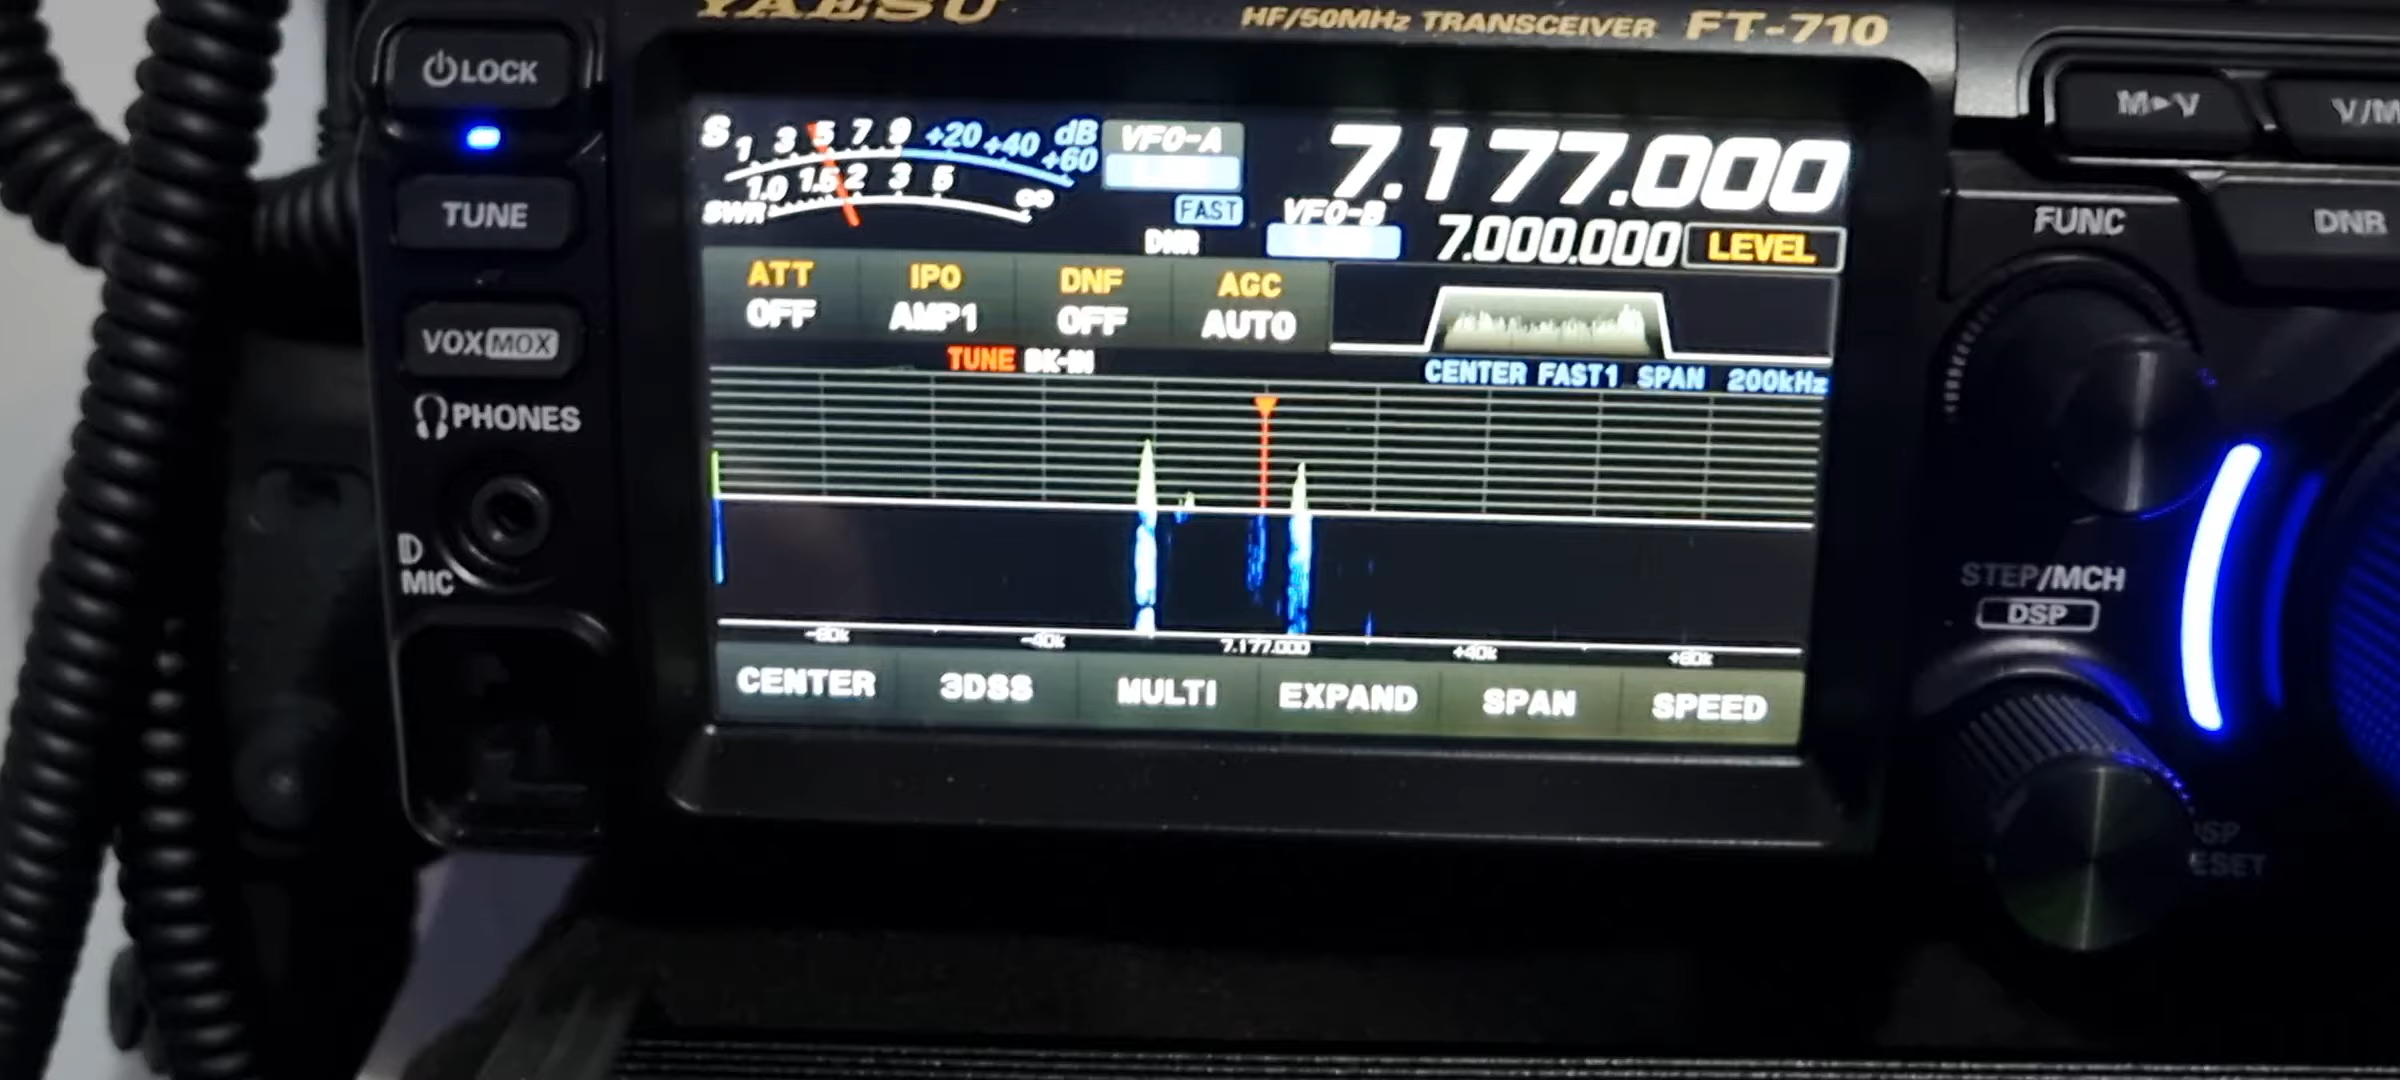 YAESU HF/50MHz TRANSCEIVER FT-710
LOCK
TUNE
VOX MOX
PHONES
MIC
S 1 3 5 7 9 +20 +40 +60 dB
SWR 1.0 1.5 2 3 5 ∞
VFO-A
7.177.000
FAST
VFO-B
DNR
7.000.000
LEVEL
ATT IPO DNF AGC
OFF AMP1 OFF AUTO
TUNE BK-IN
CENTER FAST1 SPAN 200kHz
-80k -40k 7.177.000 +40k +80k
CENTER 3DSS MULTI EXPAND SPAN SPEED
M►V
V/M
FUNC
DNR
STEP/MCH
DSP